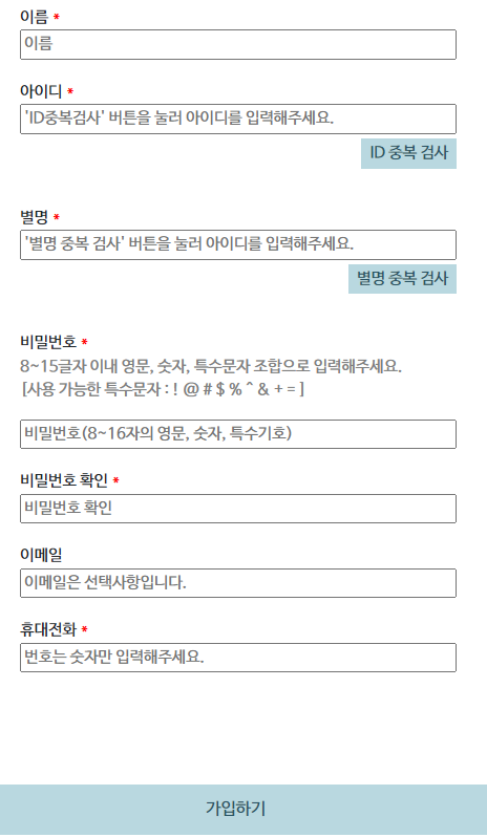 이름 *
이름
아이디 *
'ID중복검사' 버튼을 눌러 아이디를 입력해주세요.
ID 중복 검사
별명 *
'별명 중복 검사' 버튼을 눌러 아이디를 입력해주세요.
별명 중복 검사
비밀번호 *
8~15글자 이내 영문, 숫자, 특수문자 조합으로 입력해주세요.
[사용 가능한 특수문자 : ! @ # $ % ^ & + = ]
비밀번호(8~16자의 영문, 숫자, 특수기호)
비밀번호 확인 *
비밀번호 확인
이메일
이메일은 선택사항입니다.
휴대전화 *
번호는 숫자만 입력해주세요.
가입하기